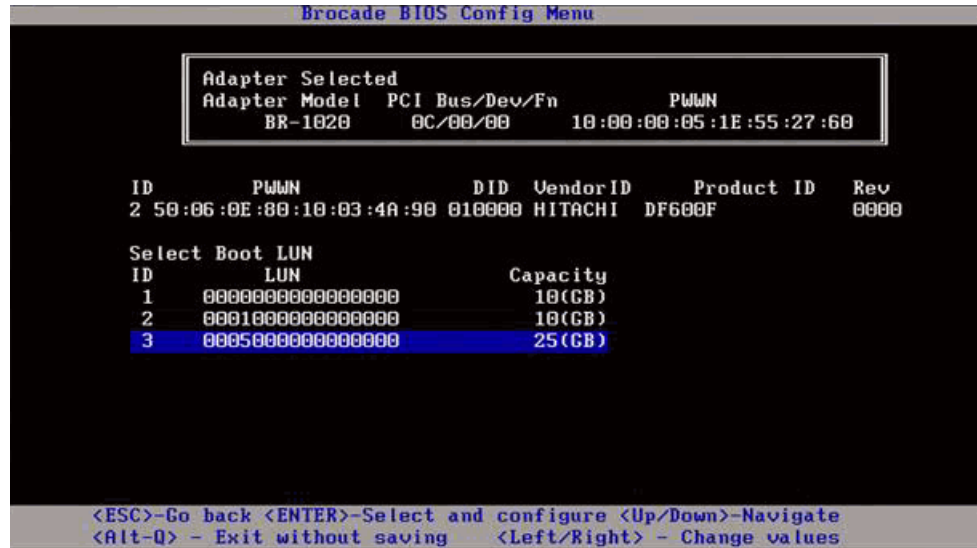 Brocade BIOS Config Menu
Adapter Selected
Adapter Model PCI Bus/Dev/Fn PWWN
BR-1020 0C/00/00 10:00:00:05:1E:55:27:60
ID PWWN DID VendorID Product ID Rev
2 50:06:0E:80:10:03:4A:90 010000 HITACHI DF600F 0000
Select Boot LUN
ID LUN Capacity
1 0000000000000000 10(GB)
2 0001000000000000 10(GB)
3 0005000000000000 25(GB)
<ESC>-Go back <ENTER>-Select and configure <Up/Down>-Navigate
<Alt-Q> - Exit without saving <Left/Right> - Change values